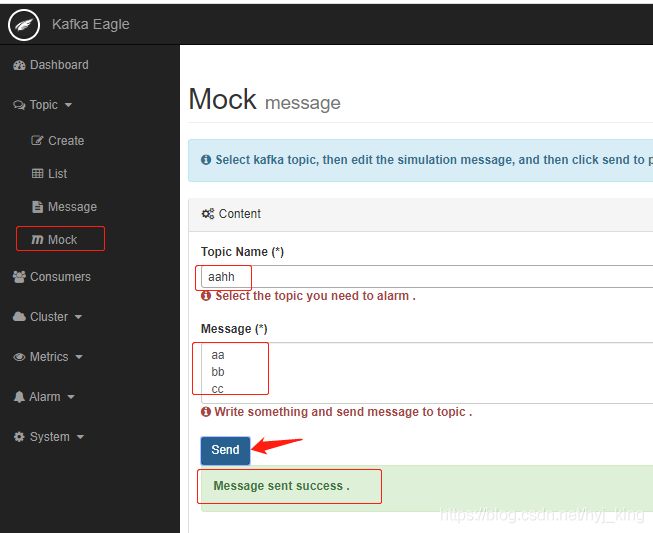 Kafka Eagle
Dashboard
Topic
Create
List
Message
Mock
Consumers
Cluster
Metrics
Alarm
System
Mock message
Select kafka topic, then edit the simulation message, and then click send to p
Content
Topic Name (*)
aahh
Select the topic you need to alarm .
Message (*)
aa
bb
cc
Write something and send message to topic .
Send
Message sent success .
https://blog.csdn.net/hyj_king